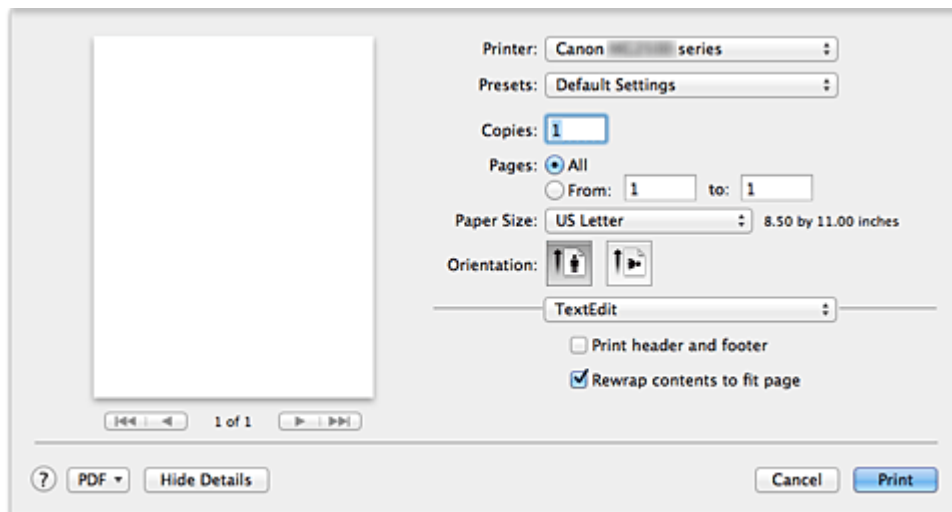 Printer: Canon series
Presets: Default Settings
Copies: 1
Pages: All
From: 1 to: 1
Paper Size: US Letter 8.50 by 11.00 inches
Orientation:
TextEdit
Print header and footer
Rewrap contents to fit page
1 of 1
? PDF Hide Details Cancel Print